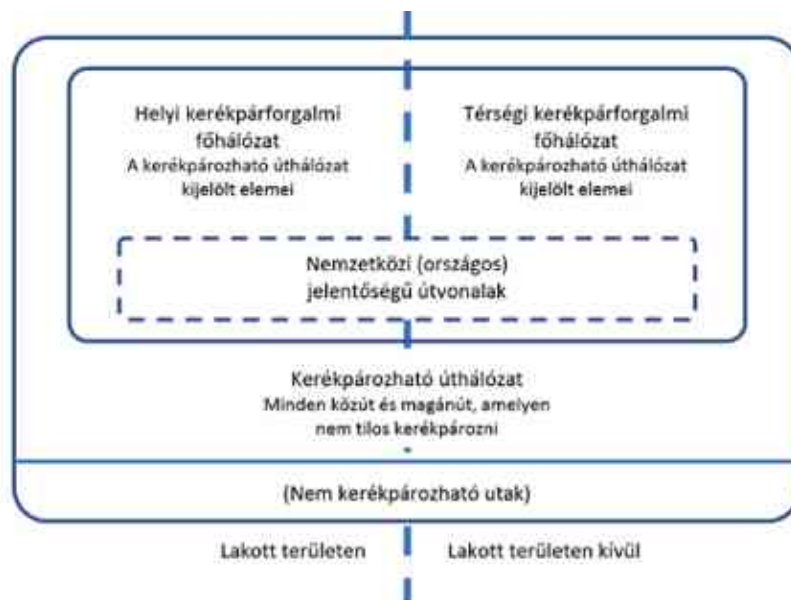 Helyi kerékpárforgalmi
főhálózat
A kerékpározható úthálózat
kijelölt elemei
Térségi kerékpárforgalmi
főhálózat
A kerékpározható úthálózat
kijelölt elemei
Nemzetközi (országos)
jelentőségű útvonalak
Kerékpározható úthálózat
Minden közút és magánút, amelyen
nem tilos kerékpározni
(Nem kerékpározható utak)
Lakott területen
Lakott területen kívül